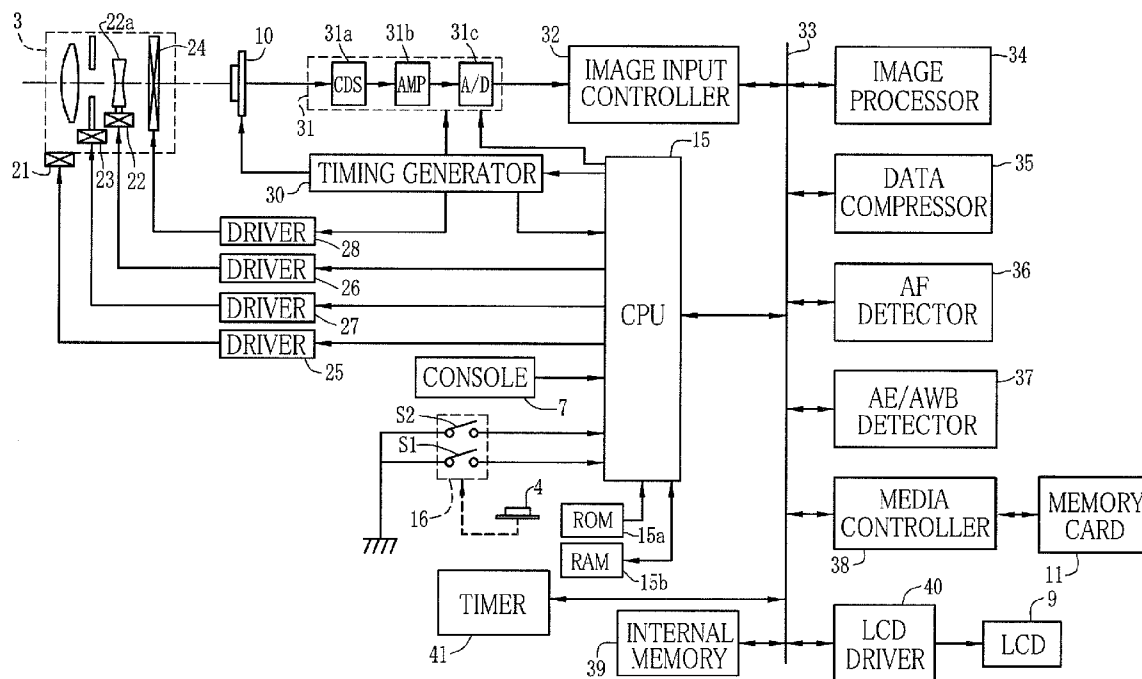 3
22a
24
10
31a
31b
31c
32
33
34
CDS
AMP
A/D
31
IMAGE INPUT
CONTROLLER
IMAGE
PROCESSOR
21
23
22
30
TIMING GENERATOR
15
35
DATA
COMPRESSOR
DRIVER
28
DRIVER
26
DRIVER
27
DRIVER
25
CPU
36
AF
DETECTOR
CONSOLE
7
37
AE/AWB
DETECTOR
S2
S1
16
4
ROM
15a
RAM
15b
MEDIA
CONTROLLER
38
MEMORY
CARD
11
TIMER
41
INTERNAL
MEMORY
39
40
LCD
DRIVER
9
LCD